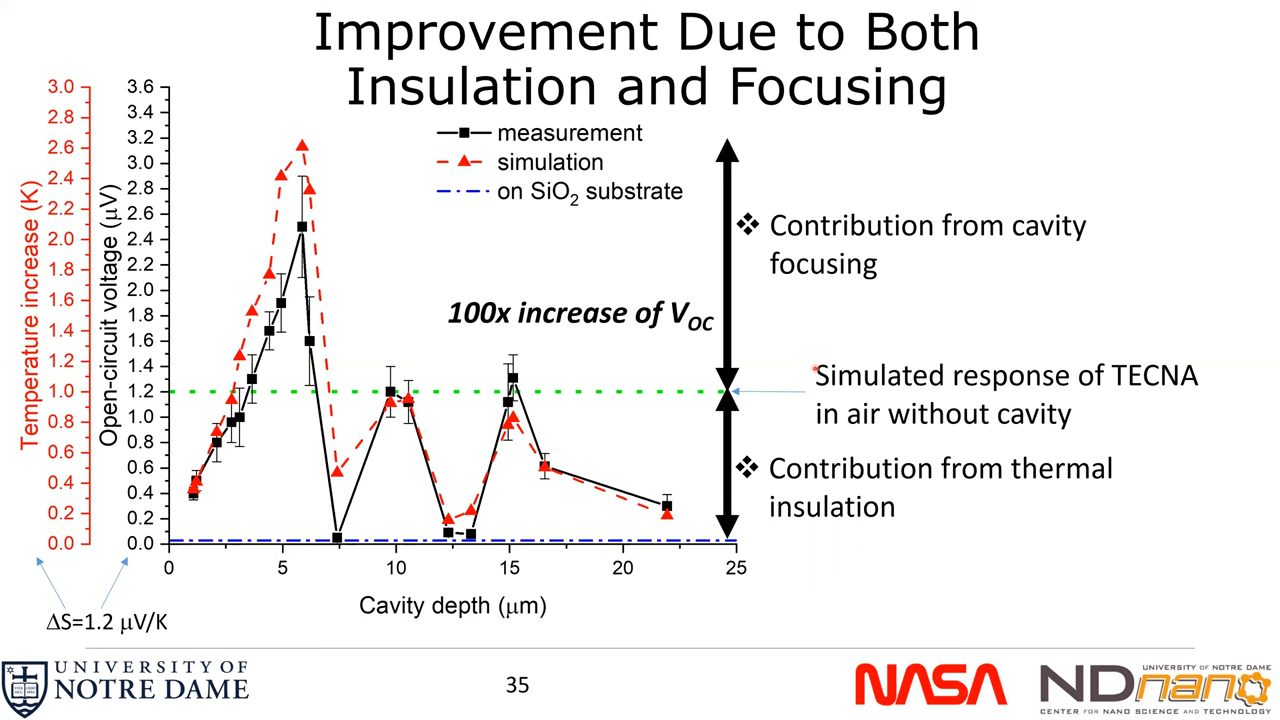 Improvement Due to Both
Insulation and Focusing
Temperature increase (K)
3.0
2.8
2.6
2.4
2.2
2.0
1.8
1.6
1.4
1.2
1.0
0.8
0.6
0.4
0.2
0.0
Open-circuit voltage (μV)
3.6
3.4
3.2
3.0
2.8
2.6
2.4
2.2
2.0
1.8
1.6
1.4
1.2
1.0
0.8
0.6
0.4
0.2
0.0
measurement
simulation
on SiO2 substrate
❖ Contribution from cavity
focusing
100x increase of VOC
Simulated response of TECNA
in air without cavity
❖ Contribution from thermal
insulation
0 5 10 15 20 25
Cavity depth (μm)
ΔS=1.2 μV/K
UNIVERSITY OF
NOTRE DAME
35
NASA
UNIVERSITY OF NOTRE DAME
NDnano
CENTER FOR NANO SCIENCE AND TECHNOLOGY